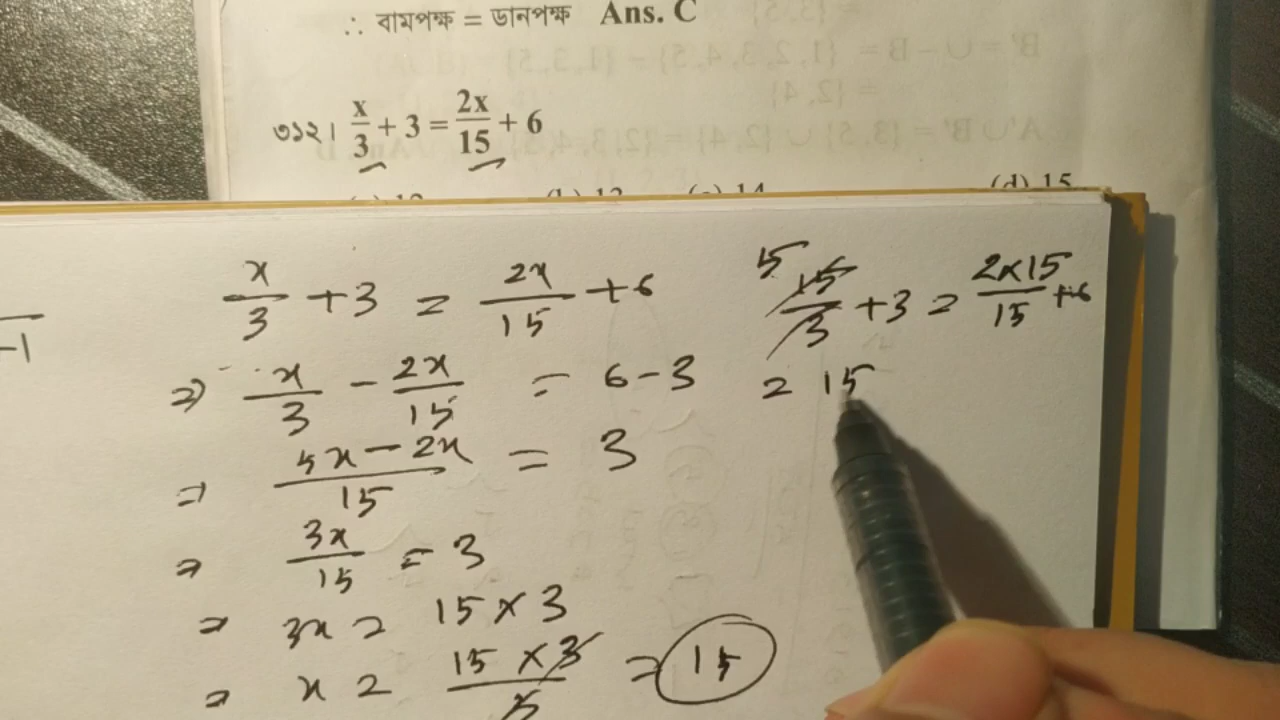 ∴ বামপক্ষ = ডানপক্ষ Ans. C
৩১২। x/3 + 3 = 2x/15 + 6
(d) 15
x/3 + 3 = 2x/15 + 6
⇒ x/3 - 2x/15 = 6 - 3
⇒ 5x - 2x/15 = 3
⇒ 3x/15 = 3
⇒ 3x = 15 × 3
⇒ x = 15 × 3/3 = 15
5
15/3 + 3 = 2×15/15 + 6
= 15
-1